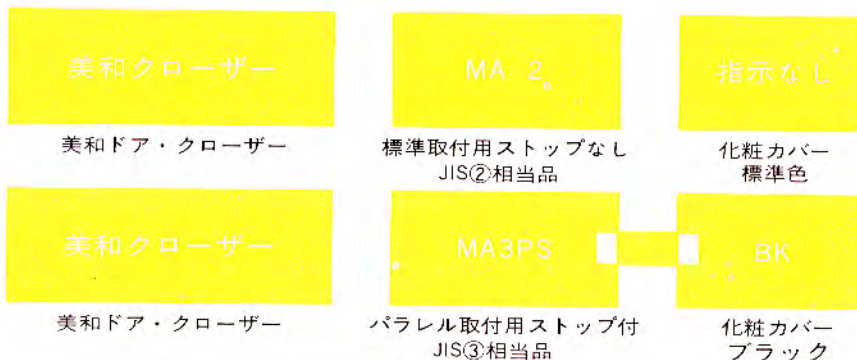 美和クローザー MA 2 指示なし
美和ドア・クローザー 標準取付用ストップなし 化粧カバー
JIS②相当品 標準色
美和クローザー MA3PS BK
美和ドア・クローザー パラレル取付用ストップ付 化粧カバー
JIS③相当品 ブラック